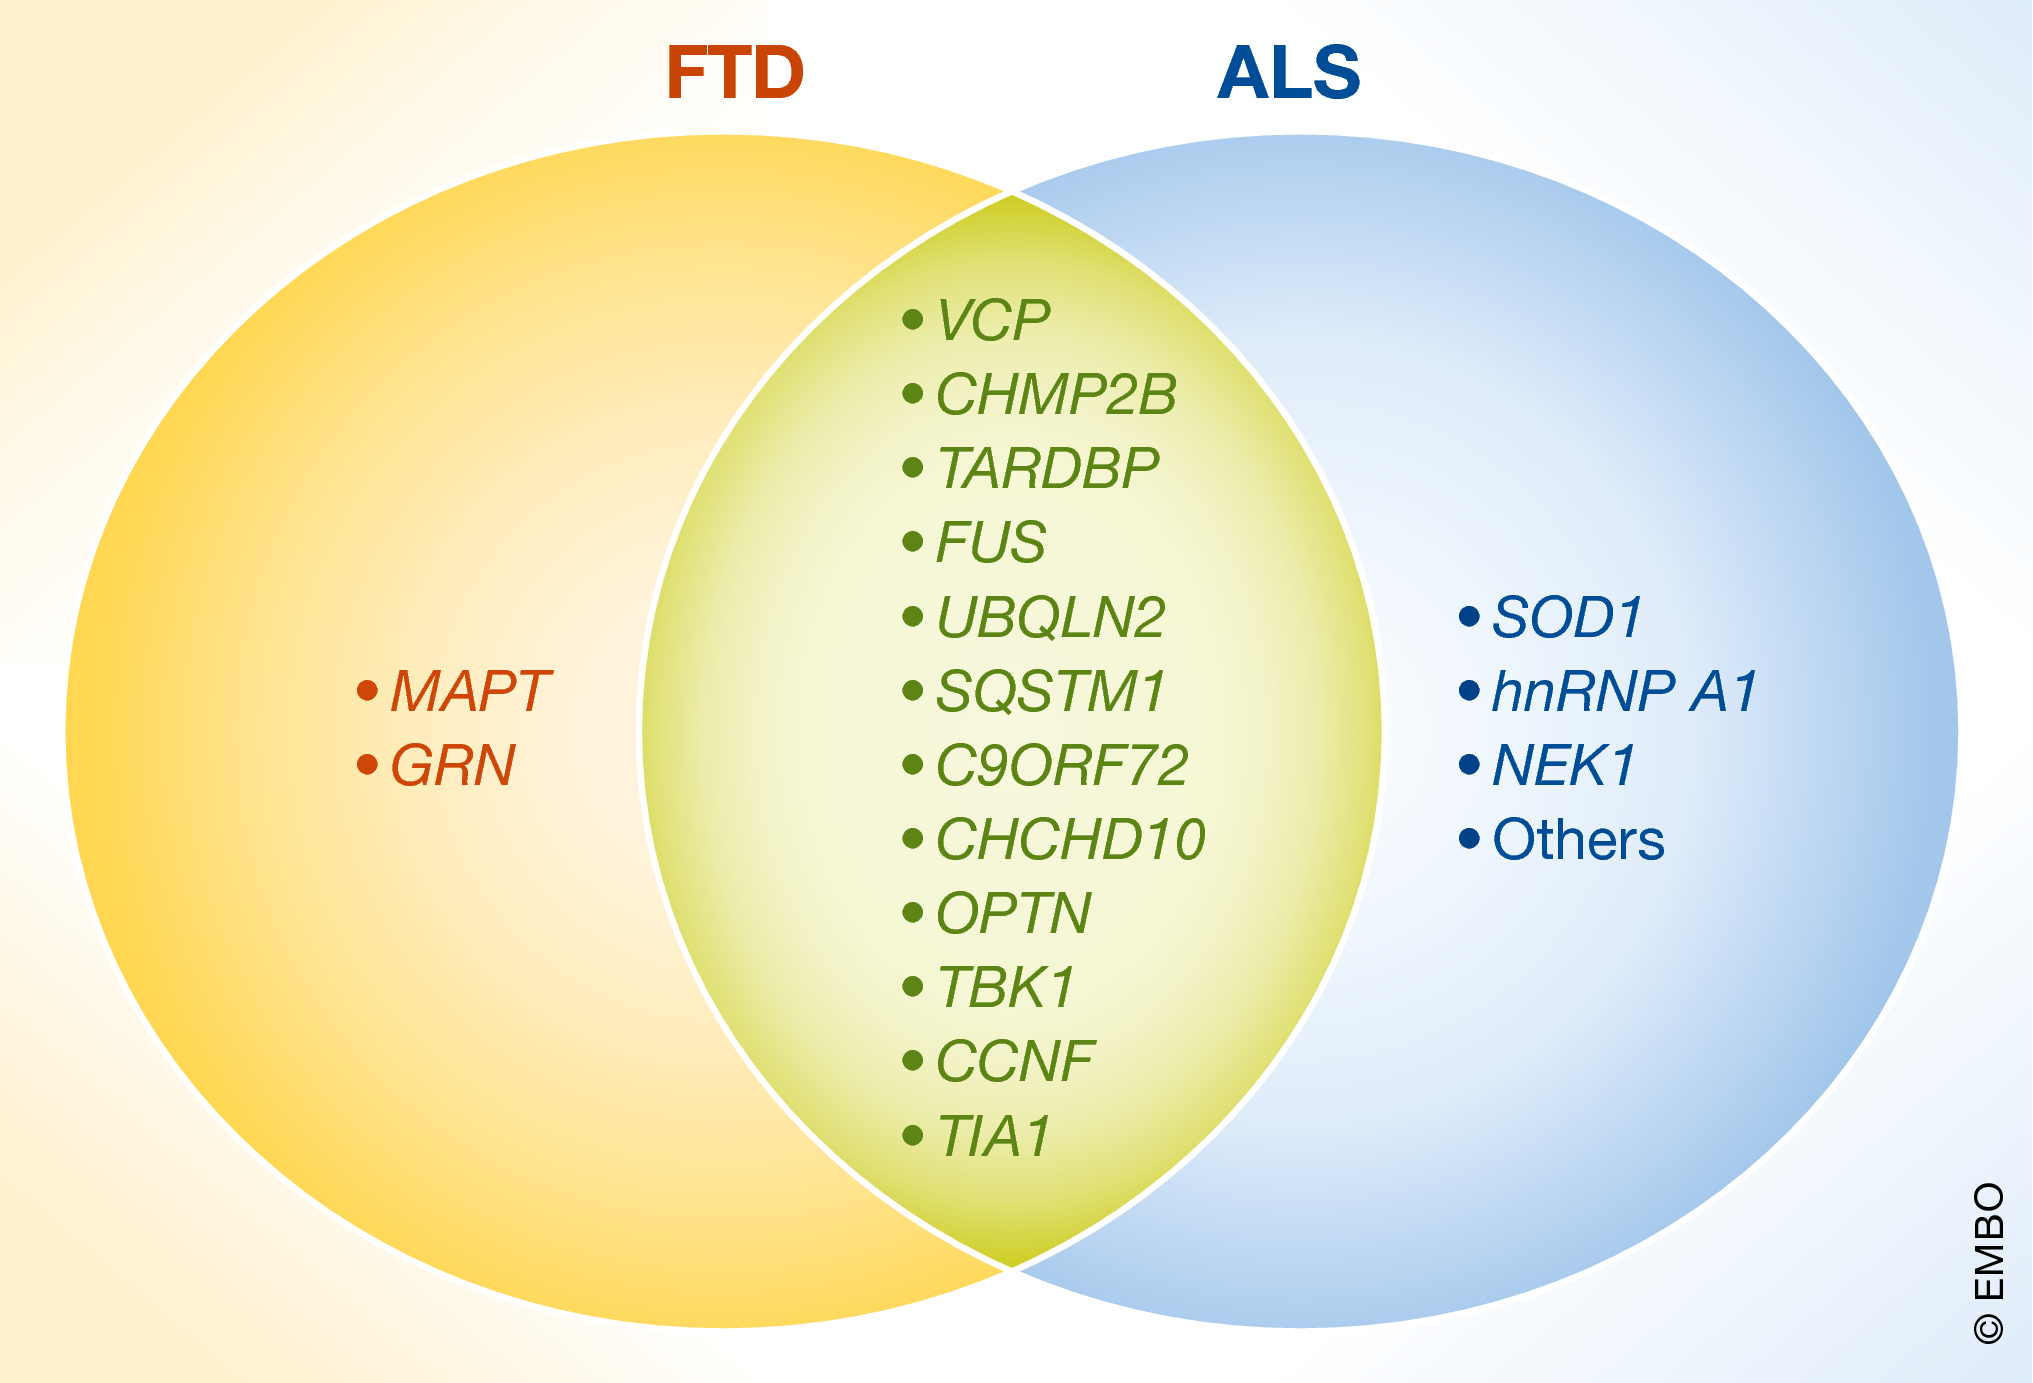 FTD
ALS
• MAPT
• GRN
• VCP
• CHMP2B
• TARDBP
• FUS
• UBQLN2
• SQSTM1
• C9ORF72
• CHCHD10
• OPTN
• TBK1
• CCNF
• TIA1
• SOD1
• hnRNP A1
• NEK1
• Others
© EMBO